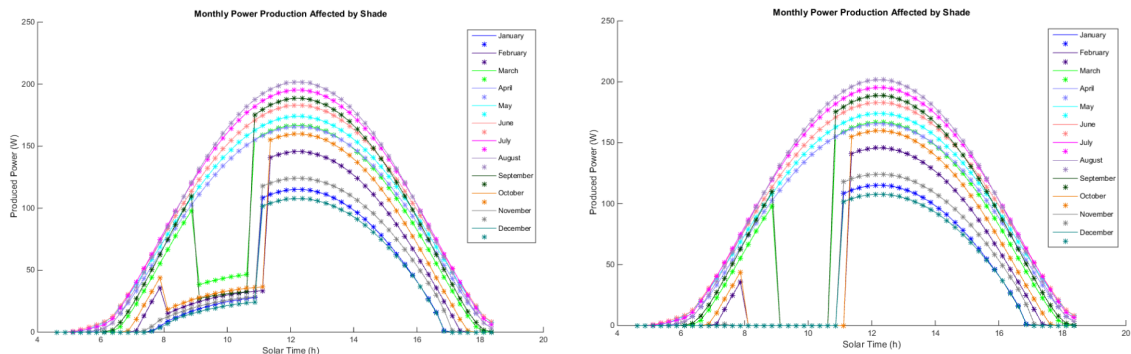 Monthly Power Production Affected by Shade
Produced Power (W)
250
200
150
100
50
0
4
6
8
10
12
14
16
18
20
Solar Time (h)
January
February
March
April
May
June
July
August
September
October
November
December
Monthly Power Production Affected by Shade
Produced Power (W)
250
200
150
100
50
0
4
6
8
10
12
14
16
18
20
Solar Time (h)
January
February
March
April
May
June
July
August
September
October
November
December